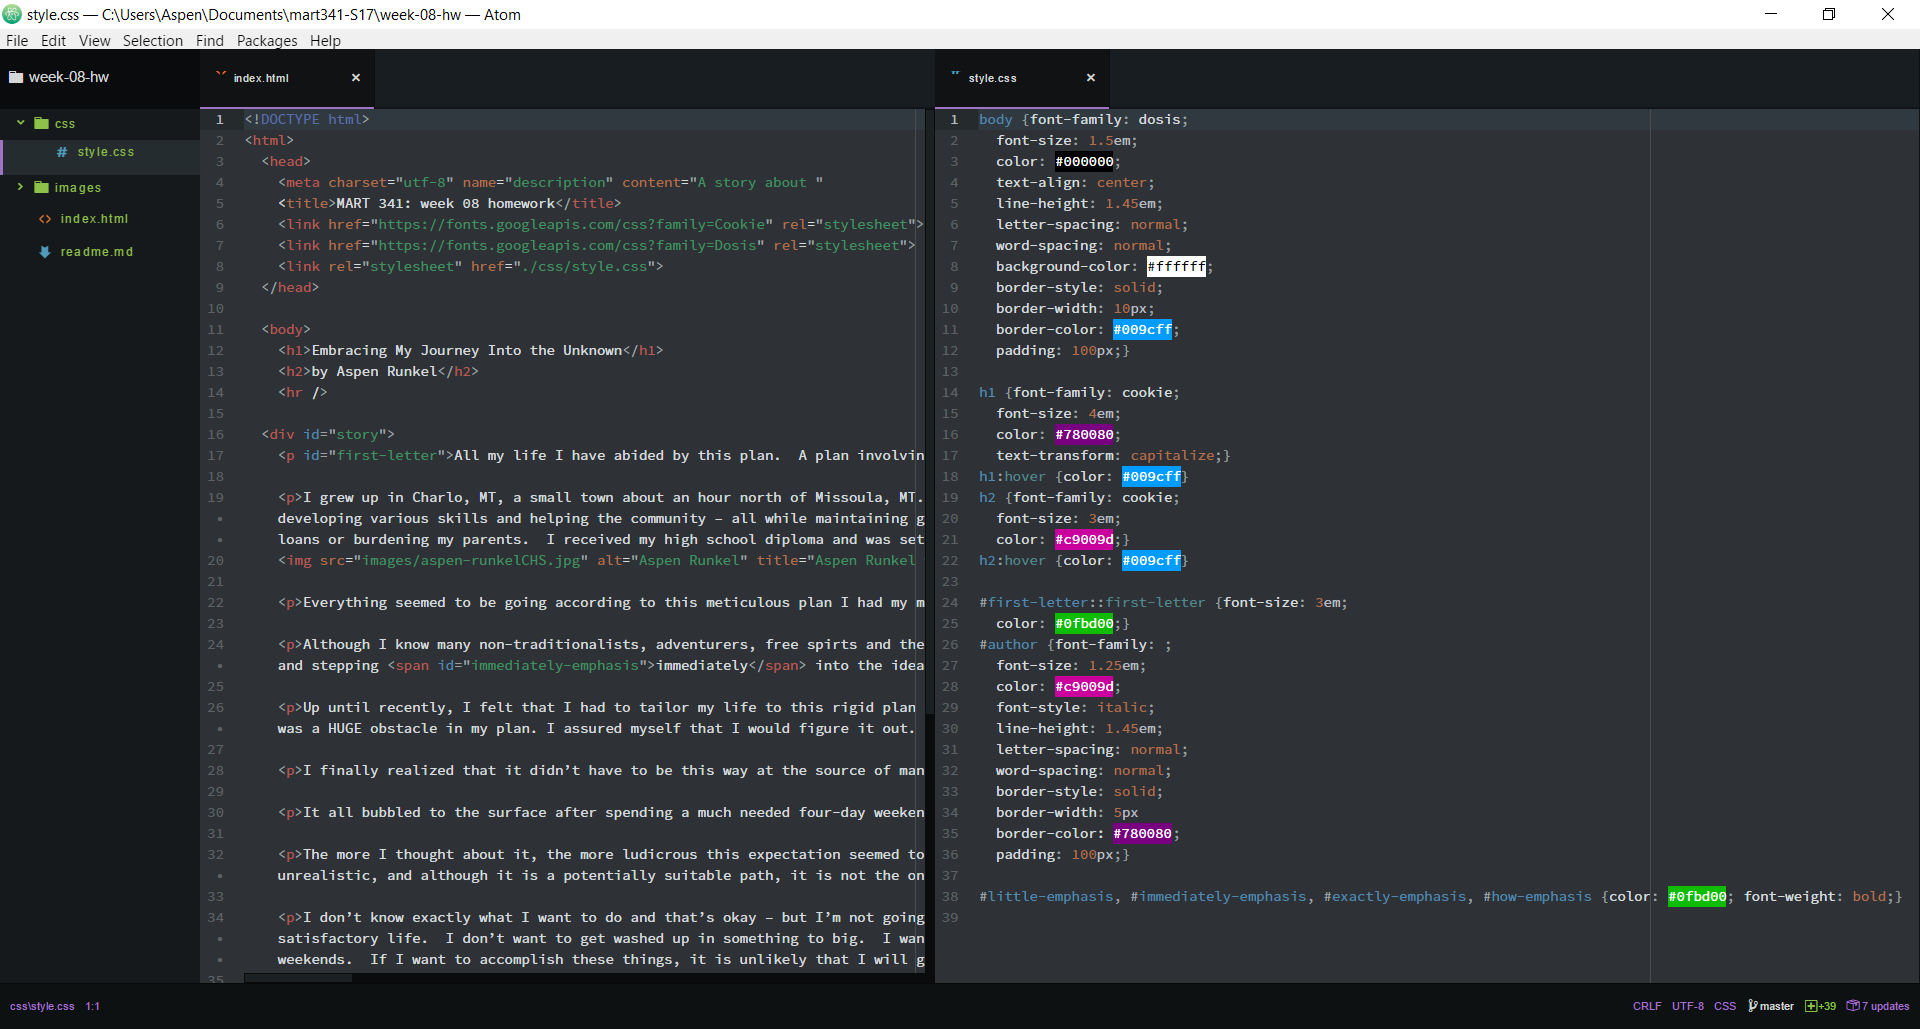 style.css — C:\Users\Aspen\Documents\mart341-S17\week-08-hw — Atom
File Edit View Selection Find Packages Help
week-08-hw
css
style.css
images
index.html
readme.md
index.html
1 <!DOCTYPE html>
2 <html>
3 <head>
4 <meta charset="utf-8" name="description" content="A story about "
5 <title>MART 341: week 08 homework</title>
6 <link href="https://fonts.googleapis.com/css?family=Cookie" rel="stylesheet">
7 <link href="https://fonts.googleapis.com/css?family=Dosis" rel="stylesheet">
8 <link rel="stylesheet" href="./css/style.css">
9 </head>
10
11 <body>
12 <h1>Embracing My Journey Into the Unknown</h1>
13 <h2>by Aspen Runkel</h2>
14 <hr />
15
16 <div id="story">
17 <p id="first-letter">All my life I have abided by this plan.  A plan involvin
18
19 <p>I grew up in Charlo, MT, a small town about an hour north of Missoula, MT.
• developing various skills and helping the community – all while maintaining g
• loans or burdening my parents.  I received my high school diploma and was set
20 <img src="images/aspen-runkelCHS.jpg" alt="Aspen Runkel" title="Aspen Runkel
21
22 <p>Everything seemed to be going according to this meticulous plan I had my m
23
24 <p>Although I know many non-traditionalists, adventurers, free spirts and the
• and stepping <span id="immediately-emphasis">immediately</span> into the idea
25
26 <p>Up until recently, I felt that I had to tailor my life to this rigid plan
• was a HUGE obstacle in my plan. I assured myself that I would figure it out.
27
28 <p>I finally realized that it didn’t have to be this way at the source of man
29
30 <p>It all bubbled to the surface after spending a much needed four-day weeken
31
32 <p>The more I thought about it, the more ludicrous this expectation seemed to
• unrealistic, and although it is a potentially suitable path, it is not the on
33
34 <p>I don’t know exactly what I want to do and that’s okay – but I’m not going
• satisfactory life.  I don’t want to get washed up in something to big.  I wan
• weekends.  If I want to accomplish these things, it is unlikely that I will g
35
style.css
1 body {font-family: dosis;
2 font-size: 1.5em;
3 color: #000000;
4 text-align: center;
5 line-height: 1.45em;
6 letter-spacing: normal;
7 word-spacing: normal;
8 background-color: #ffffff;
9 border-style: solid;
10 border-width: 10px;
11 border-color: #009cff;
12 padding: 100px;}
13
14 h1 {font-family: cookie;
15 font-size: 4em;
16 color: #780080;
17 text-transform: capitalize;}
18 h1:hover {color: #009cff}
19 h2 {font-family: cookie;
20 font-size: 3em;
21 color: #c9009d;}
22 h2:hover {color: #009cff}
23
24 #first-letter::first-letter {font-size: 3em;
25 color: #0fbd00;}
26 #author {font-family: ;
27 font-size: 1.25em;
28 color: #c9009d;
29 font-style: italic;
30 line-height: 1.45em;
31 letter-spacing: normal;
32 word-spacing: normal;
33 border-style: solid;
34 border-width: 5px
35 border-color: #780080;
36 padding: 100px;}
37
38 #little-emphasis, #immediately-emphasis, #exactly-emphasis, #how-emphasis {color: #0fbd00; font-weight: bold;}
39
css\style.css 1:1
CRLF UTF-8 CSS master +39 7 updates